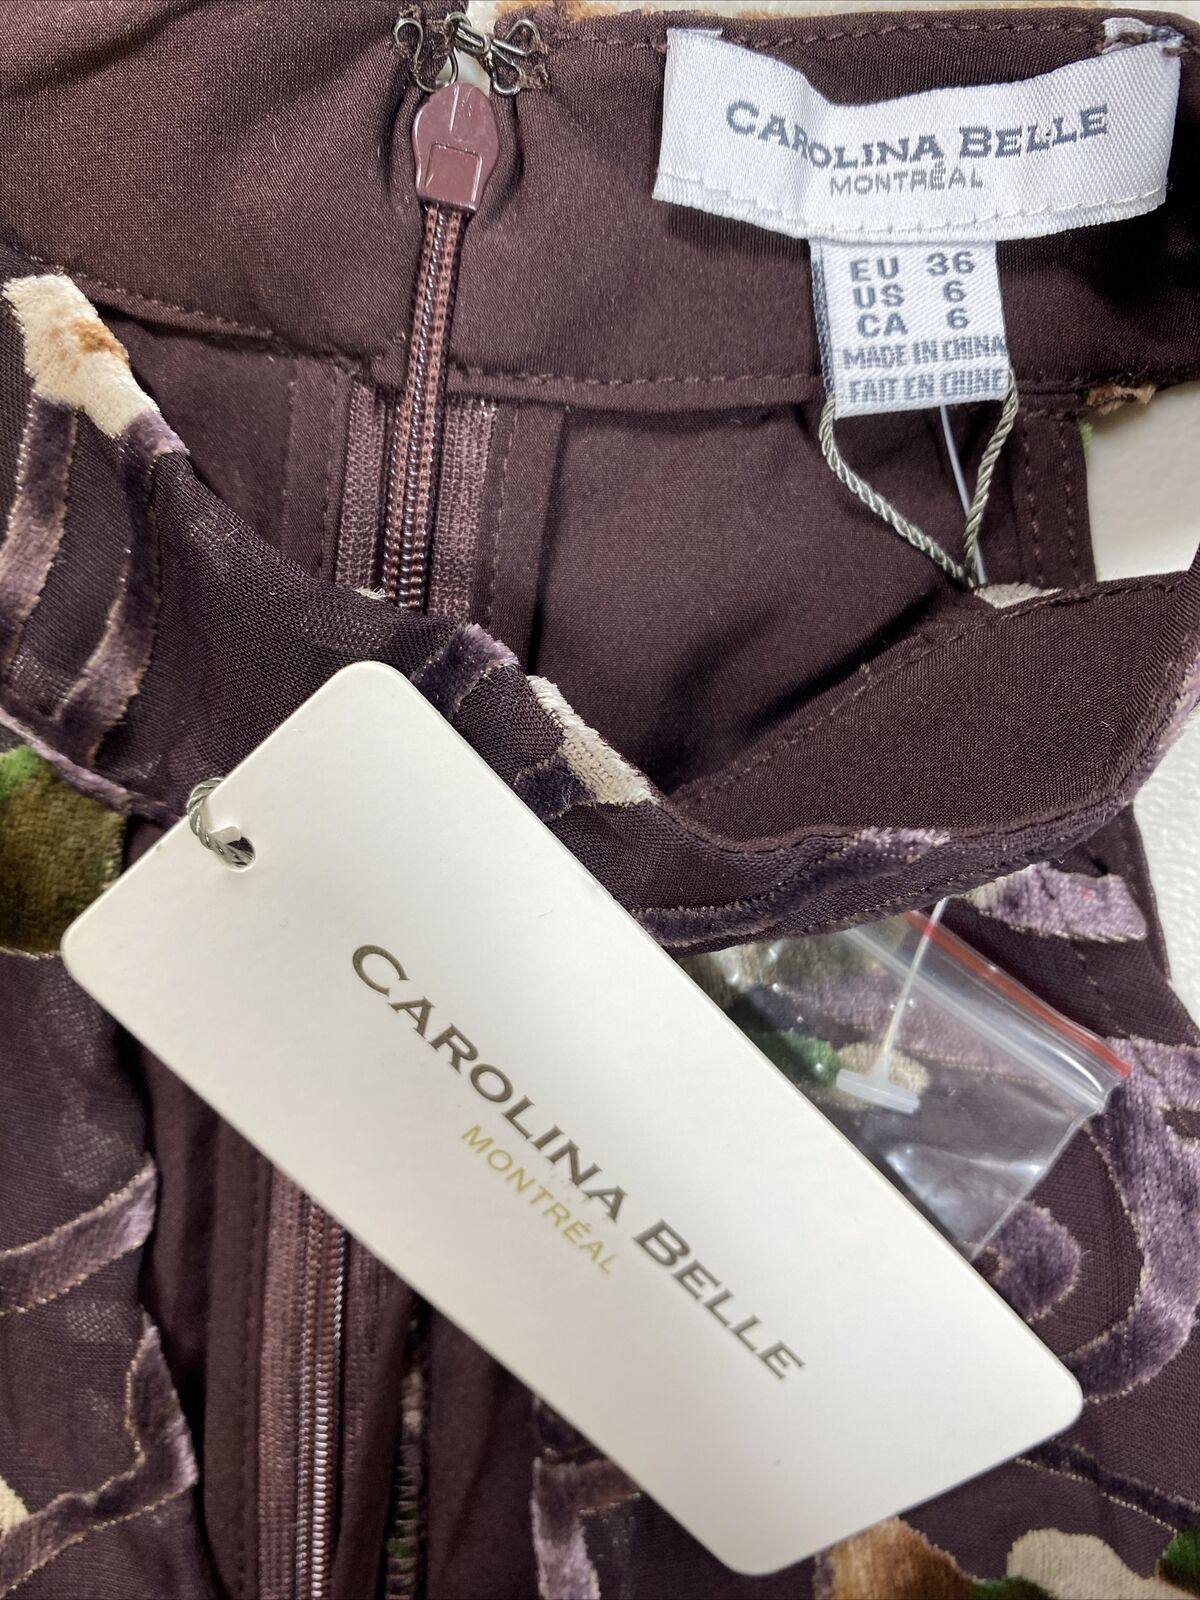 CAROLINA BELLE
MONTRÉAL
EU 36
US 6
CA 6
MADE IN CHINA
FAIT EN CHINE
CAROLINA BELLE
MONTRÉAL